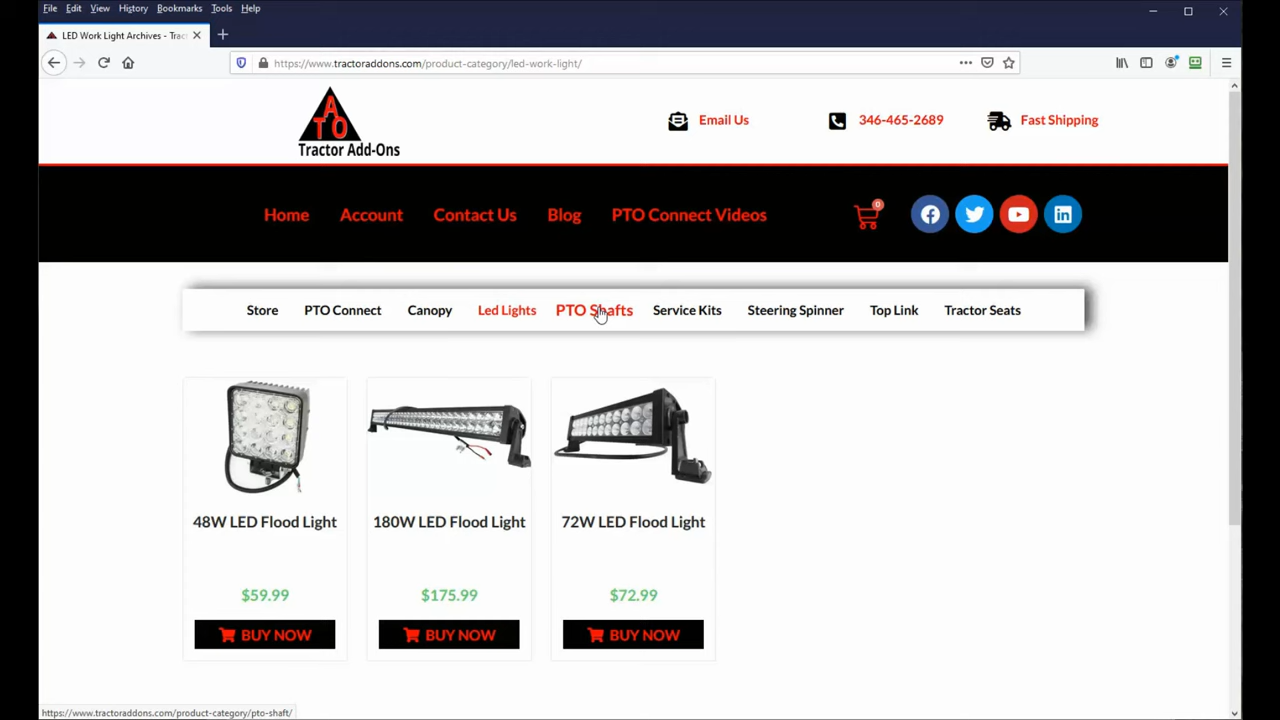 File Edit View History Bookmarks Tools Help
LED Work Light Archives - Trac
https://www.tractoraddons.com/product-category/led-work-light/
ATO
Tractor Add-Ons
Email Us
346-465-2689
Fast Shipping
Home Account Contact Us Blog PTO Connect Videos
0
Store PTO Connect Canopy Led Lights PTO Shafts Service Kits Steering Spinner Top Link Tractor Seats
48W LED Flood Light
180W LED Flood Light
72W LED Flood Light
$59.99
$175.99
$72.99
BUY NOW
BUY NOW
BUY NOW
https://www.tractoraddons.com/product-category/pto-shaft/